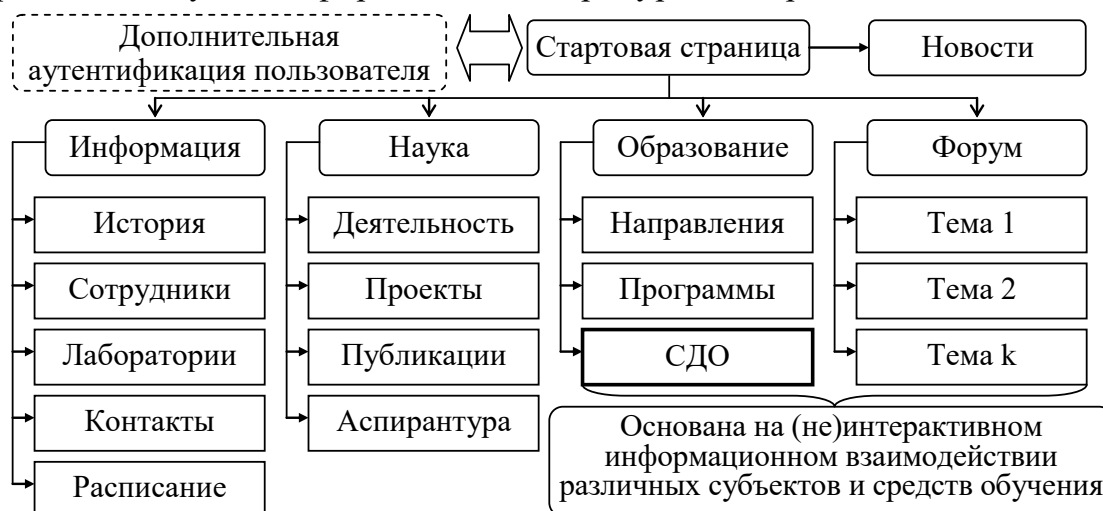 Дополнительная
аутентификация пользователя
Стартовая страница
Новости
Информация
Наука
Образование
Форум
История
Деятельность
Направления
Тема 1
Сотрудники
Проекты
Программы
Тема 2
Лаборатории
Публикации
СДО
Тема k
Контакты
Аспирантура
Расписание
Основана на (не)интерактивном
информационном взаимодействии
различных субъектов и средств обучения